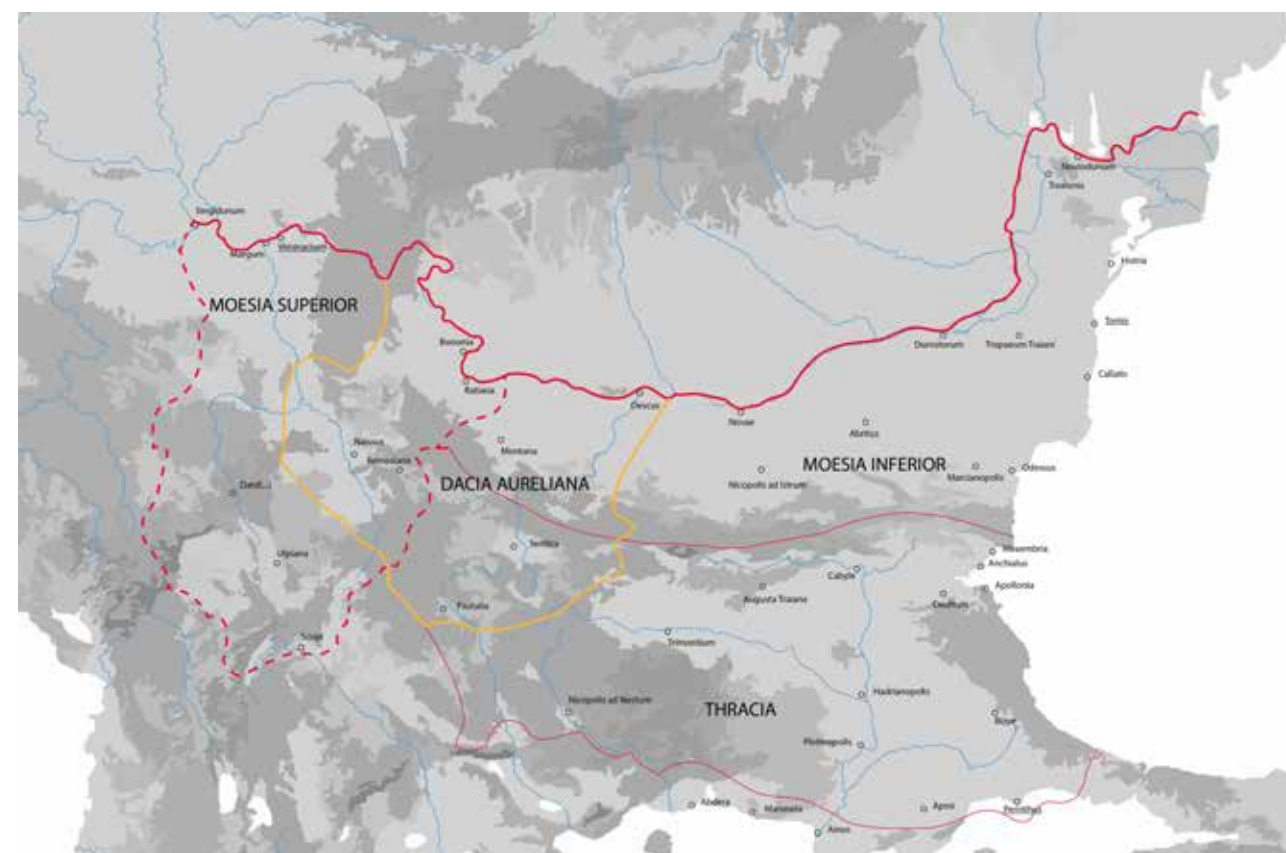 Noviodunum
Troesmis
Singidunum
Margum
Viminacium
Histria
MOESIA SUPERIOR
Tomis
Bononia
Durostorum
Tropaeum Traiani
Ratiaria
Callatis
Oescus
Novae
Abritus
Naissus
Montana
Remesiana
MOESIA INFERIOR
Odessus
Marcianopolis
DACIA AURELIANA
Nicopolis ad Istrum
Dard(...)
Serdica
Mesembria
Ulpiana
Anchialus
Cabyle
Augusta Traiana
Apollonia
Deultum
Pautalia
Trimontium
Scupi
Hadrianopolis
Nicopolis ad Nestum
THRACIA
Bizye
Plotinopolis
Abdera
Maroneia
Apros
Perinthus
Ainos